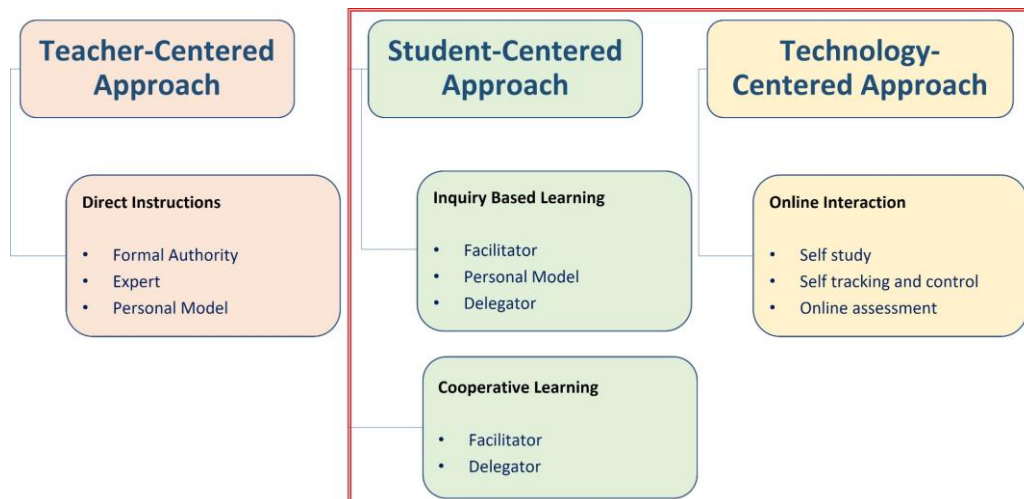 Teacher-Centered
Approach
Direct Instructions
• Formal Authority
• Expert
• Personal Model
Student-Centered
Approach
Inquiry Based Learning
• Facilitator
• Personal Model
• Delegator
Cooperative Learning
• Facilitator
• Delegator
Technology-
Centered Approach
Online Interaction
• Self study
• Self tracking and control
• Online assessment